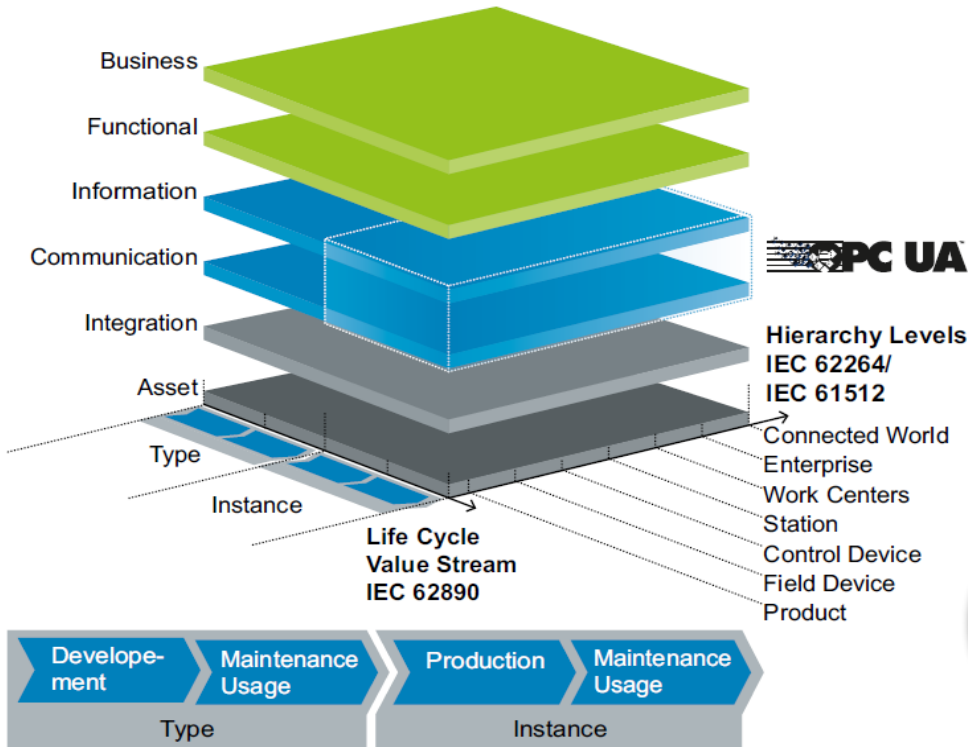 Business
Functional
Information
Communication
Integration
Asset
OPC UA
Hierarchy Levels
IEC 62264/
IEC 61512
Connected World
Enterprise
Work Centers
Station
Control Device
Field Device
Product
Type
Instance
Life Cycle
Value Stream
IEC 62890
Develope-
ment
Maintenance
Usage
Production
Maintenance
Usage
Type
Instance